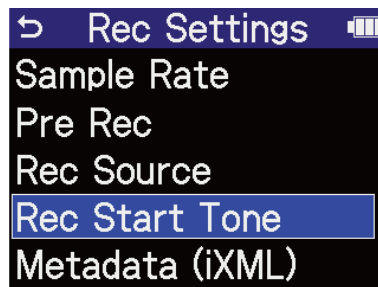 Rec Settings
Sample Rate
Pre Rec
Rec Source
Rec Start Tone
Metadata (iXML)